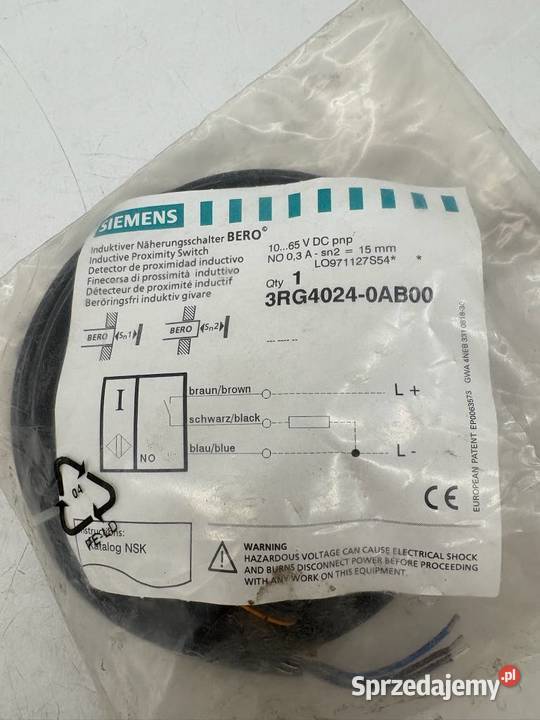 SIEMENS
Induktiver Näherungsschalter BERO©
Inductive Proximity Switch
Detector de proximidad inductivo
Finecorsa di prossimità induttivo
Détecteur de proximité inductif
Beröringsfri induktiv givare
10...65 V DC pnp
NO 0,3 A - sn2 = 15 mm
LO971127S54* *
Qty 1
3RG4024-0AB00
BERO Sn1
BERO Sn2
-- -- --
I
NO
braun/brown
L +
schwarz/black
blau/blue
L -
EUROPEAN PATENT EP0063573
04
PE-LD
Instructions:
Katalog NSK
WARNING
HAZARDOUS VOLTAGE CAN CAUSE ELECTRICAL SHOCK
AND BURNS DISCONNECT POWER BEFORE PROCEEDING
WITH ANY WORK ON THIS EQUIPMENT.
CE
Sprzedajemy.pl